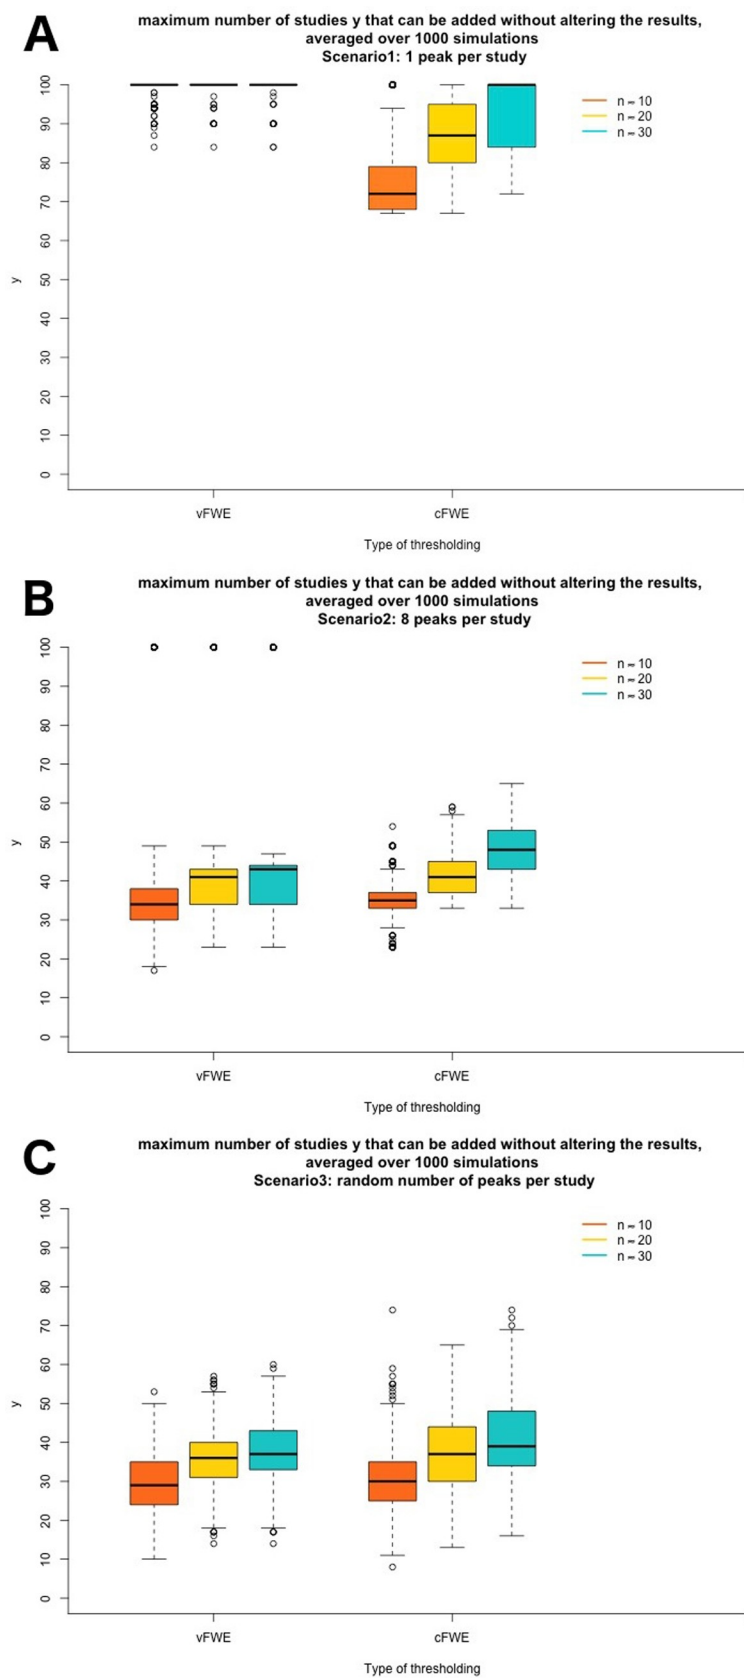 A
maximum number of studies y that can be added without altering the results,
averaged over 1000 simulations
Scenario1: 1 peak per study
100
90
80
70
60
50
40
30
20
10
0
y
n = 10
n = 20
n = 30
vFWE
cFWE
Type of thresholding
B
maximum number of studies y that can be added without altering the results,
averaged over 1000 simulations
Scenario2: 8 peaks per study
100
90
80
70
60
50
40
30
20
10
0
y
n = 10
n = 20
n = 30
vFWE
cFWE
Type of thresholding
C
maximum number of studies y that can be added without altering the results,
averaged over 1000 simulations
Scenario3: random number of peaks per study
100
90
80
70
60
50
40
30
20
10
0
y
n = 10
n = 20
n = 30
vFWE
cFWE
Type of thresholding